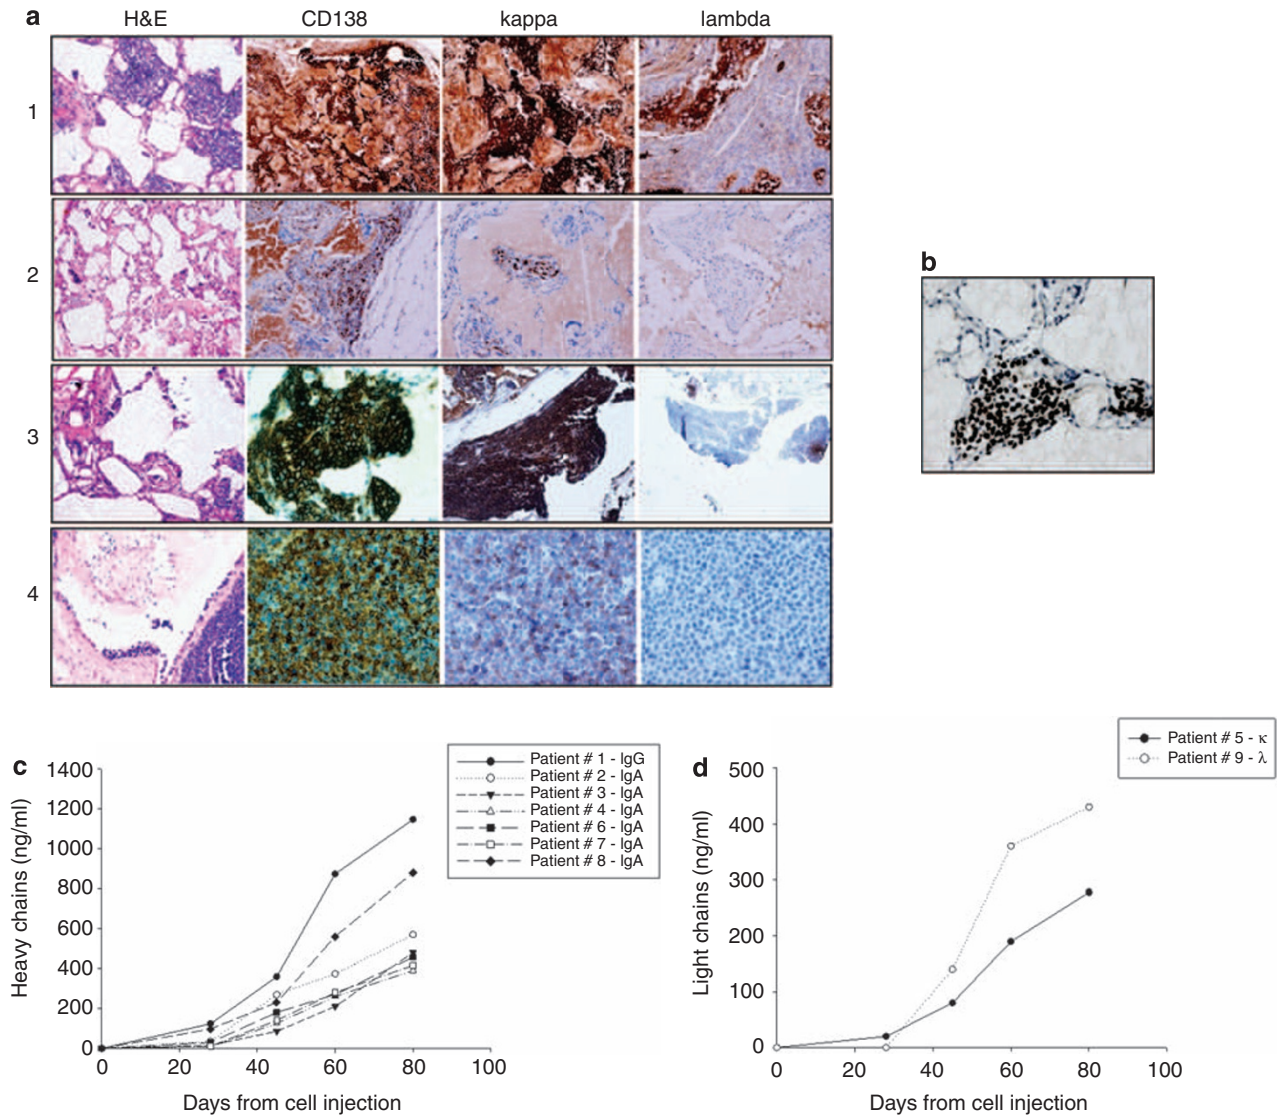 a
H&E CD138 kappa lambda
1
2
3
4
b
c
Heavy chains (ng/ml)
1400
1200
1000
800
600
400
200
0
0 20 40 60 80 100
Days from cell injection
Patient # 1 - IgG
Patient # 2 - IgA
Patient # 3 - IgA
Patient # 4 - IgA
Patient # 6 - IgA
Patient # 7 - IgA
Patient # 8 - IgA
d
Light chains (ng/ml)
500
400
300
200
100
0
0 20 40 60 80 100
Days from cell injection
Patient # 5 - κ
Patient # 9 - λ